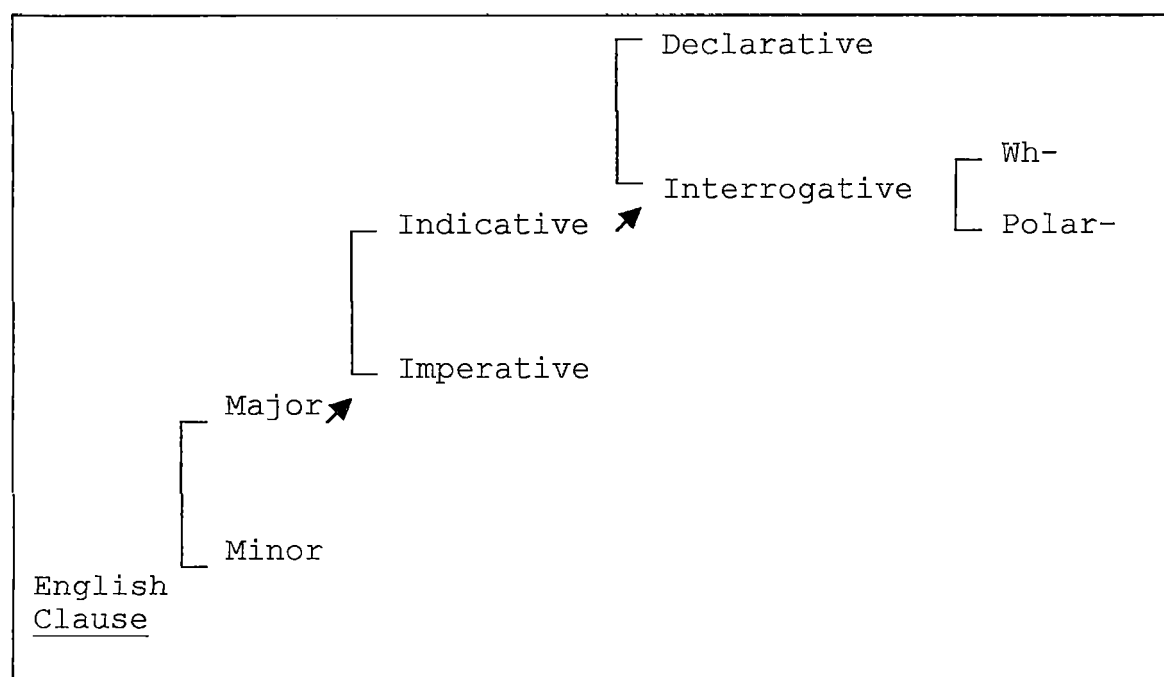 Declarative
Wh-
Interrogative
Indicative
Polar-
Imperative
Major
Minor
English
Clause